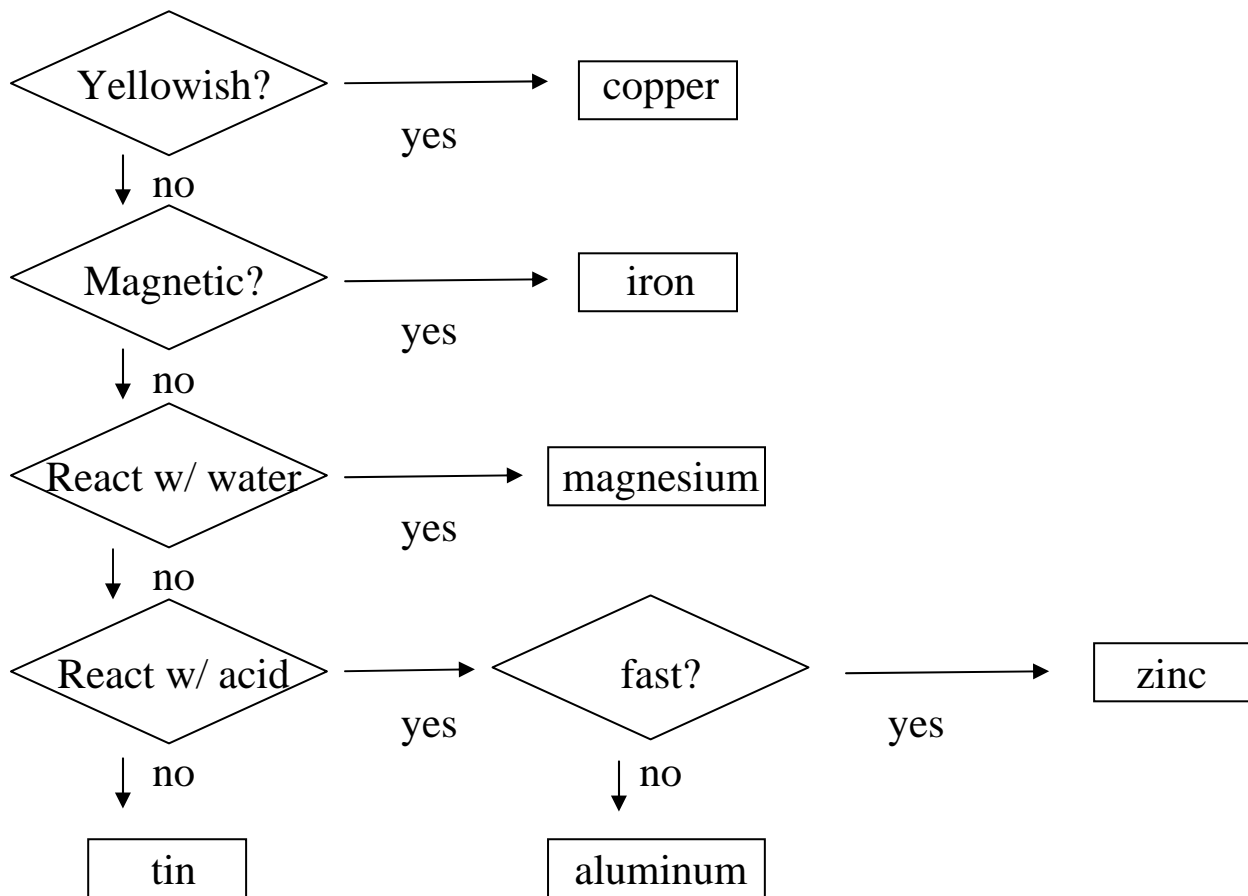 Yellowish?
copper
yes
no
Magnetic?
iron
yes
no
React w/ water
magnesium
yes
no
React w/ acid
fast?
zinc
yes
yes
no
no
tin
aluminum